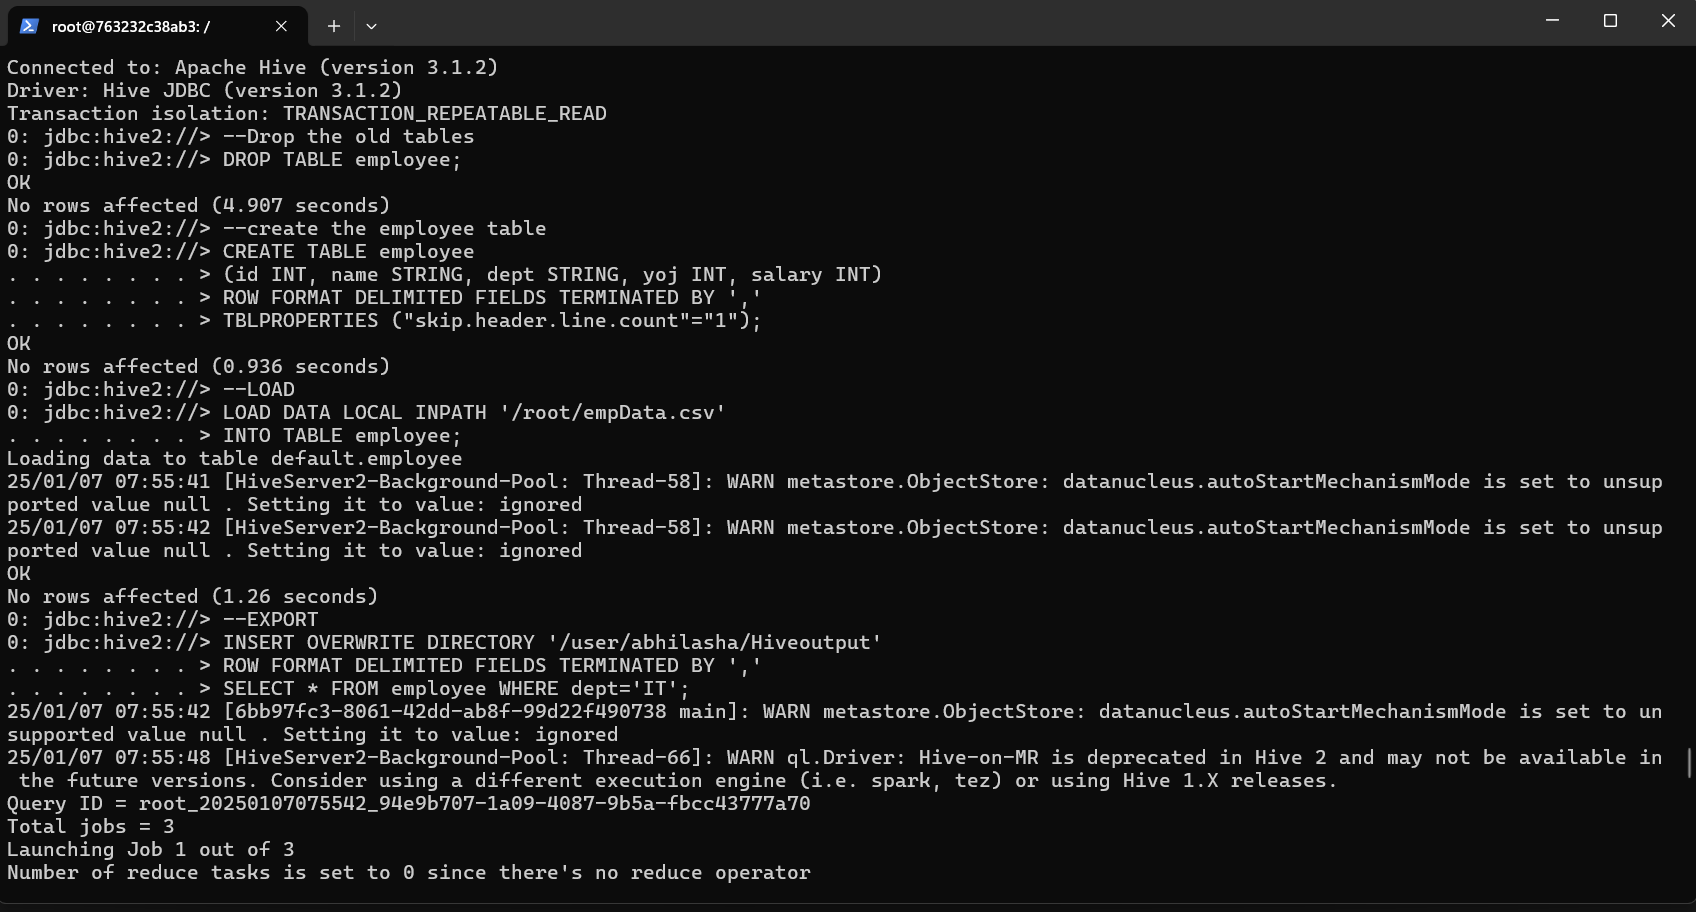 root@763232c38ab3: /
Connected to: Apache Hive (version 3.1.2)
Driver: Hive JDBC (version 3.1.2)
Transaction isolation: TRANSACTION_REPEATABLE_READ
0: jdbc:hive2://> --Drop the old tables
0: jdbc:hive2://> DROP TABLE employee;
OK
No rows affected (4.907 seconds)
0: jdbc:hive2://> --create the employee table
0: jdbc:hive2://> CREATE TABLE employee
. . . . . . . . > (id INT, name STRING, dept STRING, yoj INT, salary INT)
. . . . . . . . > ROW FORMAT DELIMITED FIELDS TERMINATED BY ','
. . . . . . . . > TBLPROPERTIES ("skip.header.line.count"="1");
OK
No rows affected (0.936 seconds)
0: jdbc:hive2://> --LOAD
0: jdbc:hive2://> LOAD DATA LOCAL INPATH '/root/empData.csv'
. . . . . . . . > INTO TABLE employee;
Loading data to table default.employee
25/01/07 07:55:41 [HiveServer2-Background-Pool: Thread-58]: WARN metastore.ObjectStore: datanucleus.autoStartMechanismMode is set to unsup
ported value null . Setting it to value: ignored
25/01/07 07:55:42 [HiveServer2-Background-Pool: Thread-58]: WARN metastore.ObjectStore: datanucleus.autoStartMechanismMode is set to unsup
ported value null . Setting it to value: ignored
OK
No rows affected (1.26 seconds)
0: jdbc:hive2://> --EXPORT
0: jdbc:hive2://> INSERT OVERWRITE DIRECTORY '/user/abhilasha/Hiveoutput'
. . . . . . . . > ROW FORMAT DELIMITED FIELDS TERMINATED BY ','
. . . . . . . . > SELECT * FROM employee WHERE dept='IT';
25/01/07 07:55:42 [6bb97fc3-8061-42dd-ab8f-99d22f490738 main]: WARN metastore.ObjectStore: datanucleus.autoStartMechanismMode is set to un
supported value null . Setting it to value: ignored
25/01/07 07:55:48 [HiveServer2-Background-Pool: Thread-66]: WARN ql.Driver: Hive-on-MR is deprecated in Hive 2 and may not be available in
 the future versions. Consider using a different execution engine (i.e. spark, tez) or using Hive 1.X releases.
Query ID = root_20250107075542_94e9b707-1a09-4087-9b5a-fbcc43777a70
Total jobs = 3
Launching Job 1 out of 3
Number of reduce tasks is set to 0 since there's no reduce operator